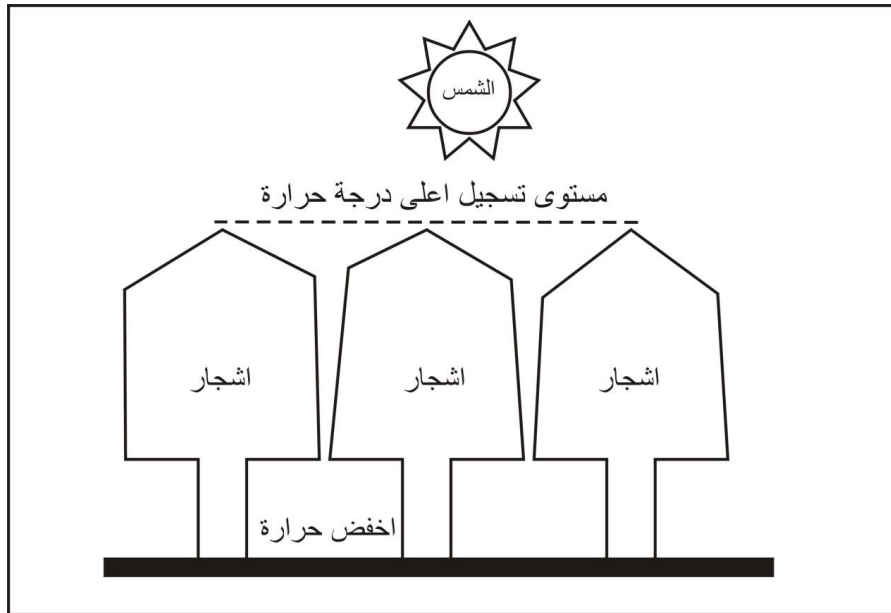 الشمس
مستوى تسجيل اعلى درجة حرارة
اشجار
اشجار
اشجار
اخفض حرارة